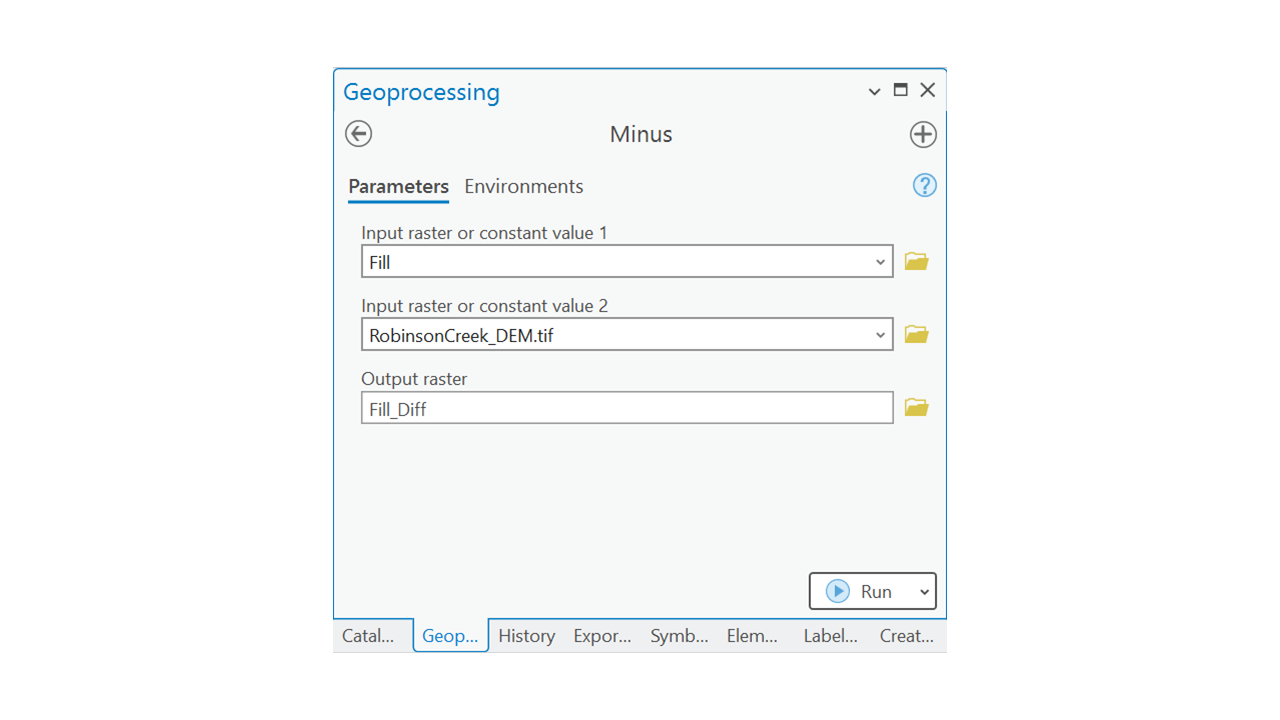 Geoprocessing
Minus
Parameters Environments
Input raster or constant value 1
Fill
Input raster or constant value 2
RobinsonCreek_DEM.tif
Output raster
Fill_Diff
Run
Catal... Geop... History Expor... Symb... Elem... Label... Creat...